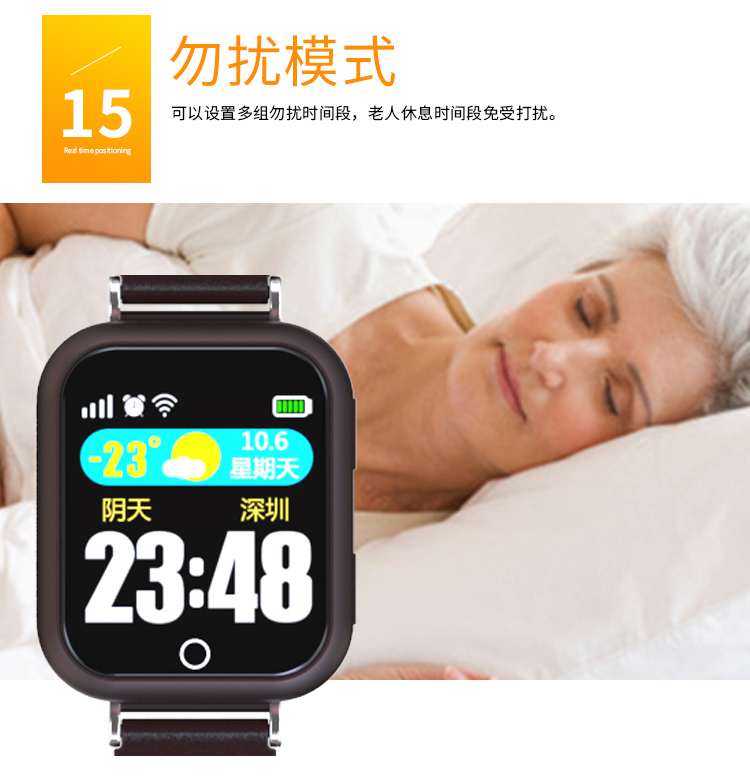 15
Real time positioning
勿扰模式
可以设置多组勿扰时间段，老人休息时间段免受打扰。
-23°
10.6
星期天
阴天 深圳
23:48